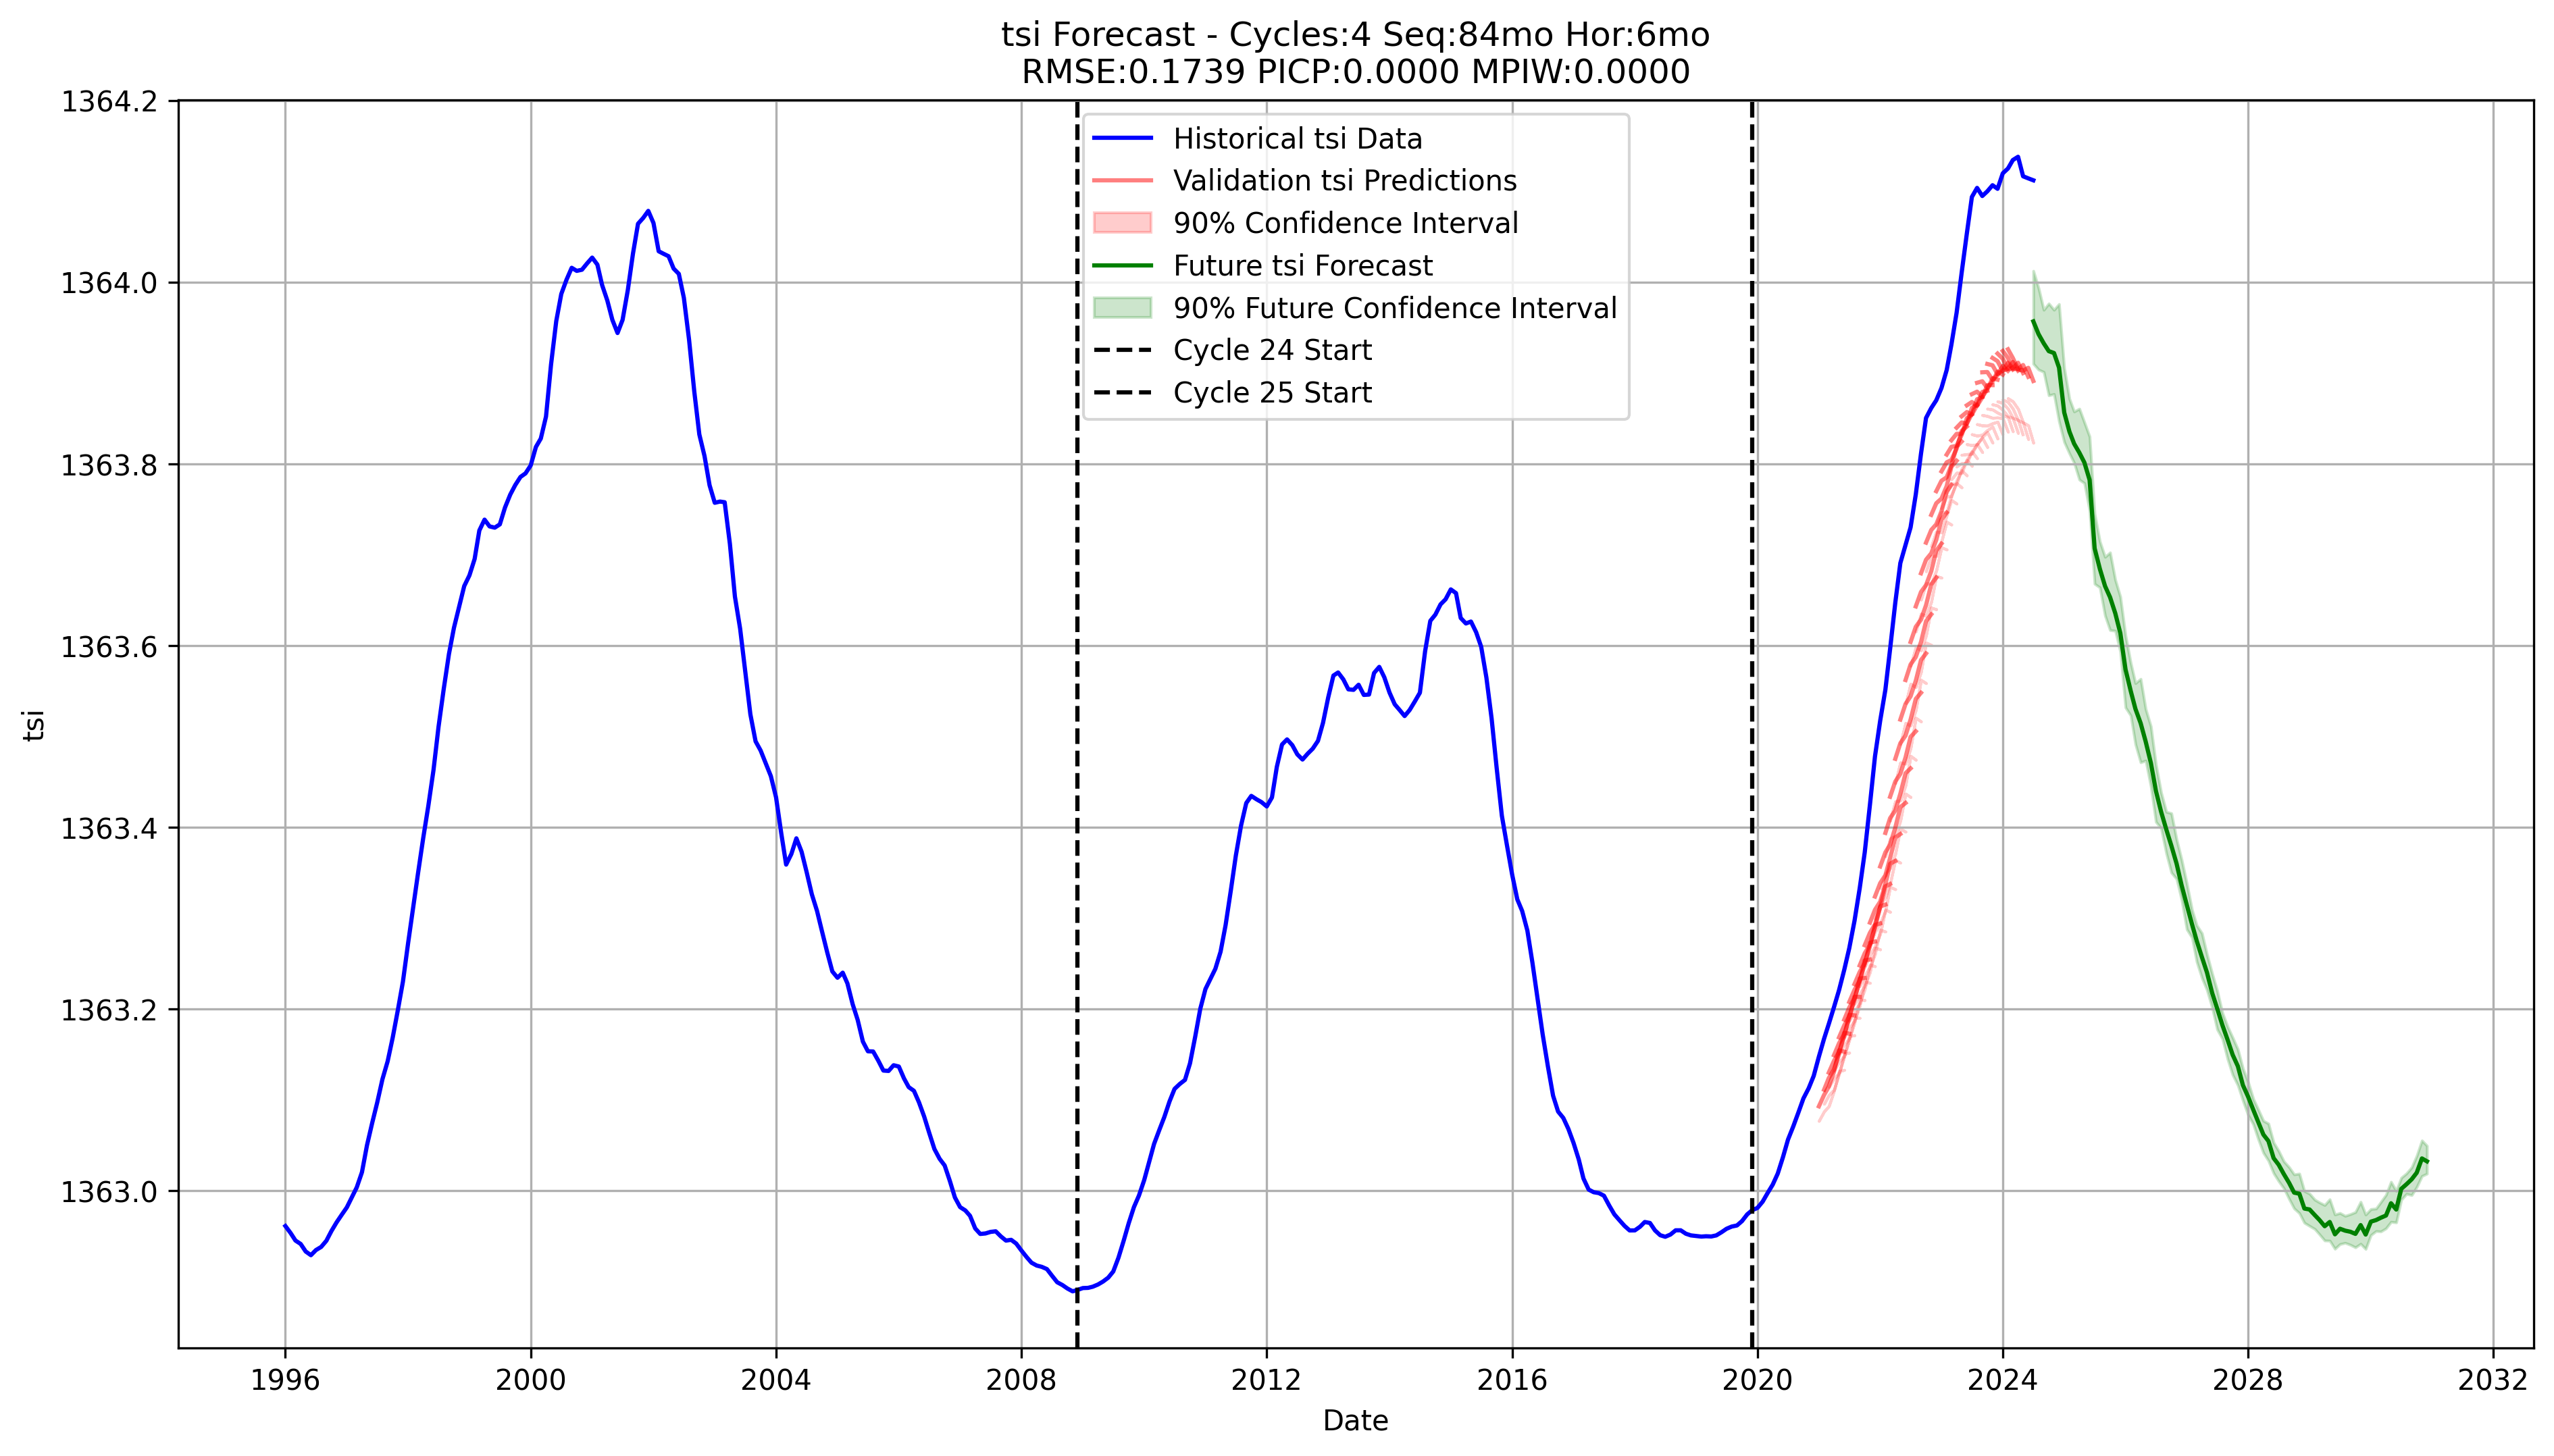 tsi Forecast - Cycles:4 Seq:84mo Hor:6mo
RMSE:0.1739 PICP:0.0000 MPIW:0.0000
1364.2
1364.0
1363.8
1363.6
1363.4
1363.2
1363.0
tsi
Historical tsi Data
Validation tsi Predictions
90% Confidence Interval
Future tsi Forecast
90% Future Confidence Interval
Cycle 24 Start
Cycle 25 Start
1996
2000
2004
2008
2012
2016
2020
2024
2028
2032
Date